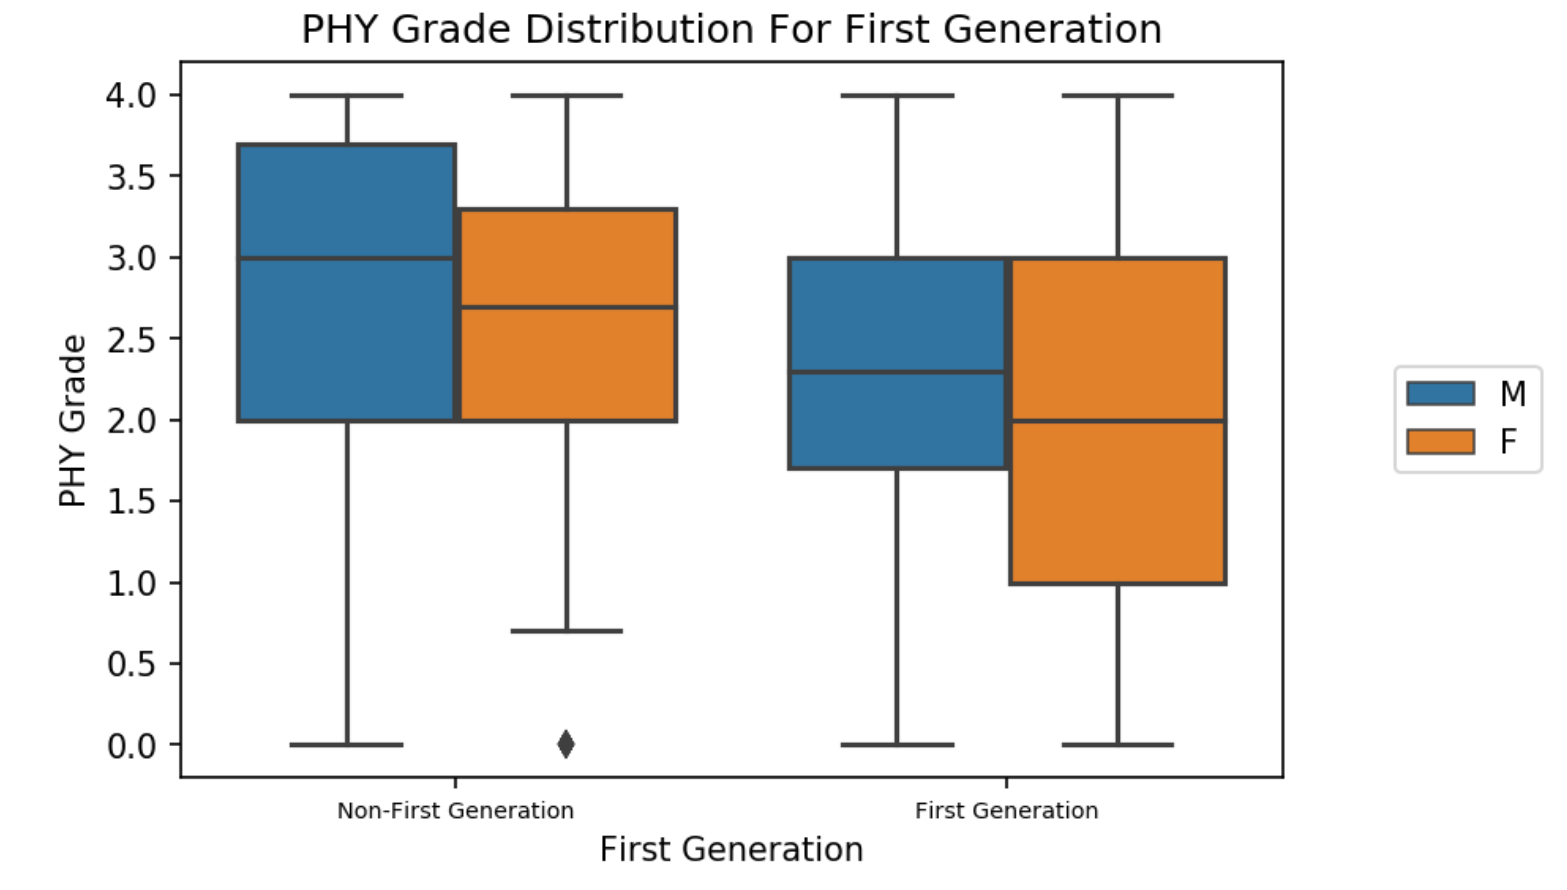 PHY Grade Distribution For First Generation
4.0
3.5
3.0
2.5
2.0
1.5
1.0
0.5
0.0
PHY Grade
Non-First Generation
First Generation
First Generation
M
F